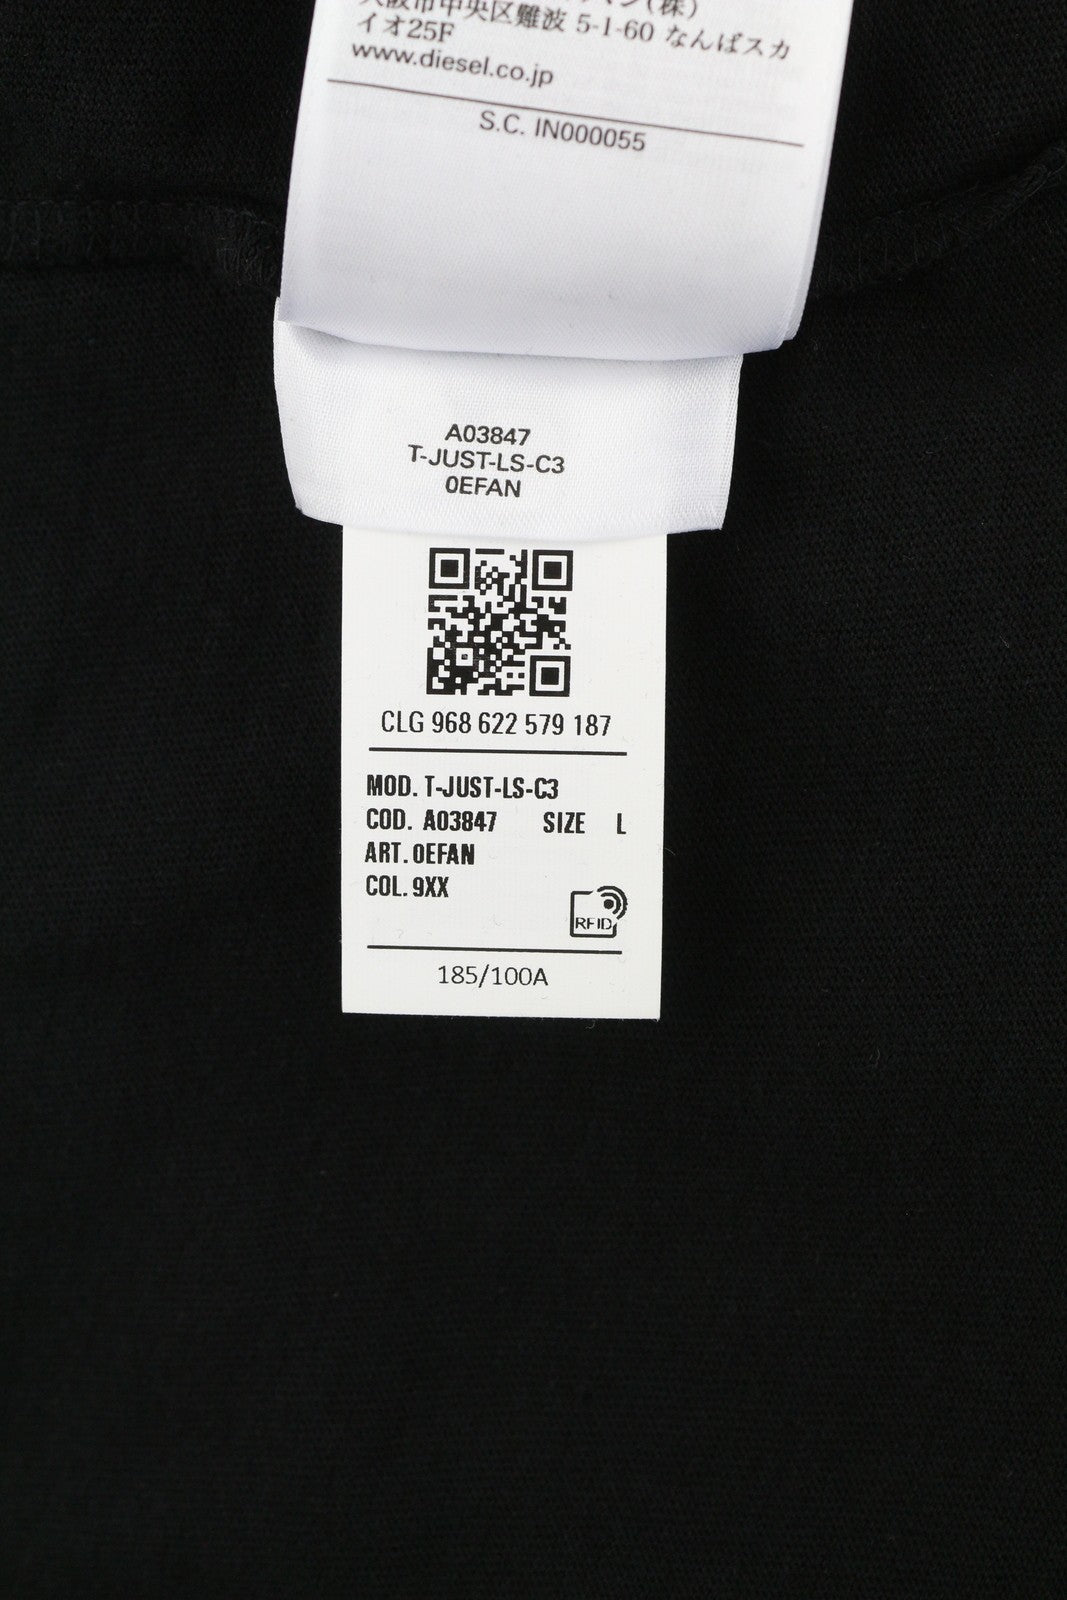 大阪市中央区難波 5-1-60 なんばスカ
イオ25F
www.diesel.co.jp
S.C. IN000055
A03847
T-JUST-LS-C3
0EFAN
CLG 968 622 579 187
MOD. T-JUST-LS-C3
COD. A03847 SIZE L
ART. 0EFAN
COL. 9XX
RFID
185/100A